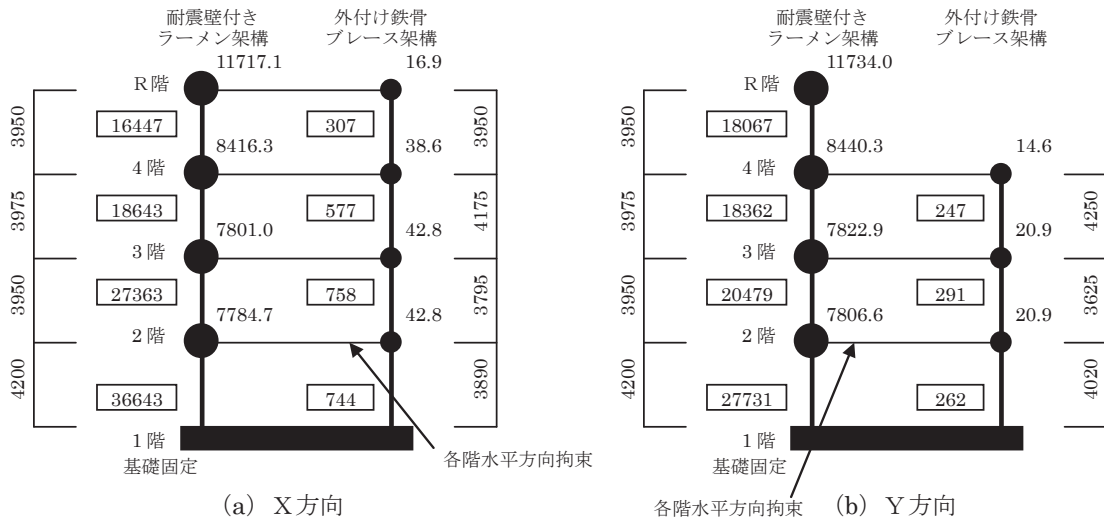 耐震壁付き
ラーメン架構
外付け鉄骨
ブレース架構
11717.1
16.9
R階
3950
16447
307
3950
8416.3
38.6
4階
3975
18643
577
4175
7801.0
42.8
3階
3950
27363
758
3795
7784.7
42.8
2階
4200
36643
744
3890
1階
基礎固定
各階水平方向拘束
(a) X方向
耐震壁付き
ラーメン架構
外付け鉄骨
ブレース架構
11734.0
R階
3950
18067
8440.3
14.6
4階
3975
18362
247
4250
7822.9
20.9
3階
3950
20479
291
3625
7806.6
20.9
2階
4200
27731
262
4020
1階
基礎固定
各階水平方向拘束
(b) Y方向